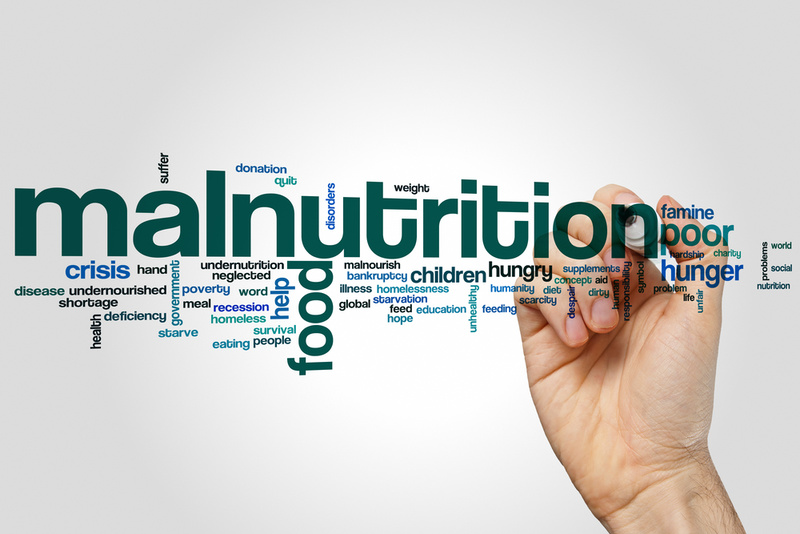 suffer
donation
quit
disorders
weight
malnutrition
famine
poor
hardship
charity
hunger
problems
world
social
nutrition
crisis
hand
government
undernutrition
neglected
help
food
malnourish
bankruptcy
children
hungry
supplements
concept
aid
human
responsibility
symbol
problem
life
unfair
disease
undernourished
poverty
word
illness
homelessness
humanity
diet
dirty
despair
scarcity
shortage
meal
recession
global
starvation
feed
education
unhealthy
feeding
health
deficiency
homeless
hope
starve
survival
eating
people